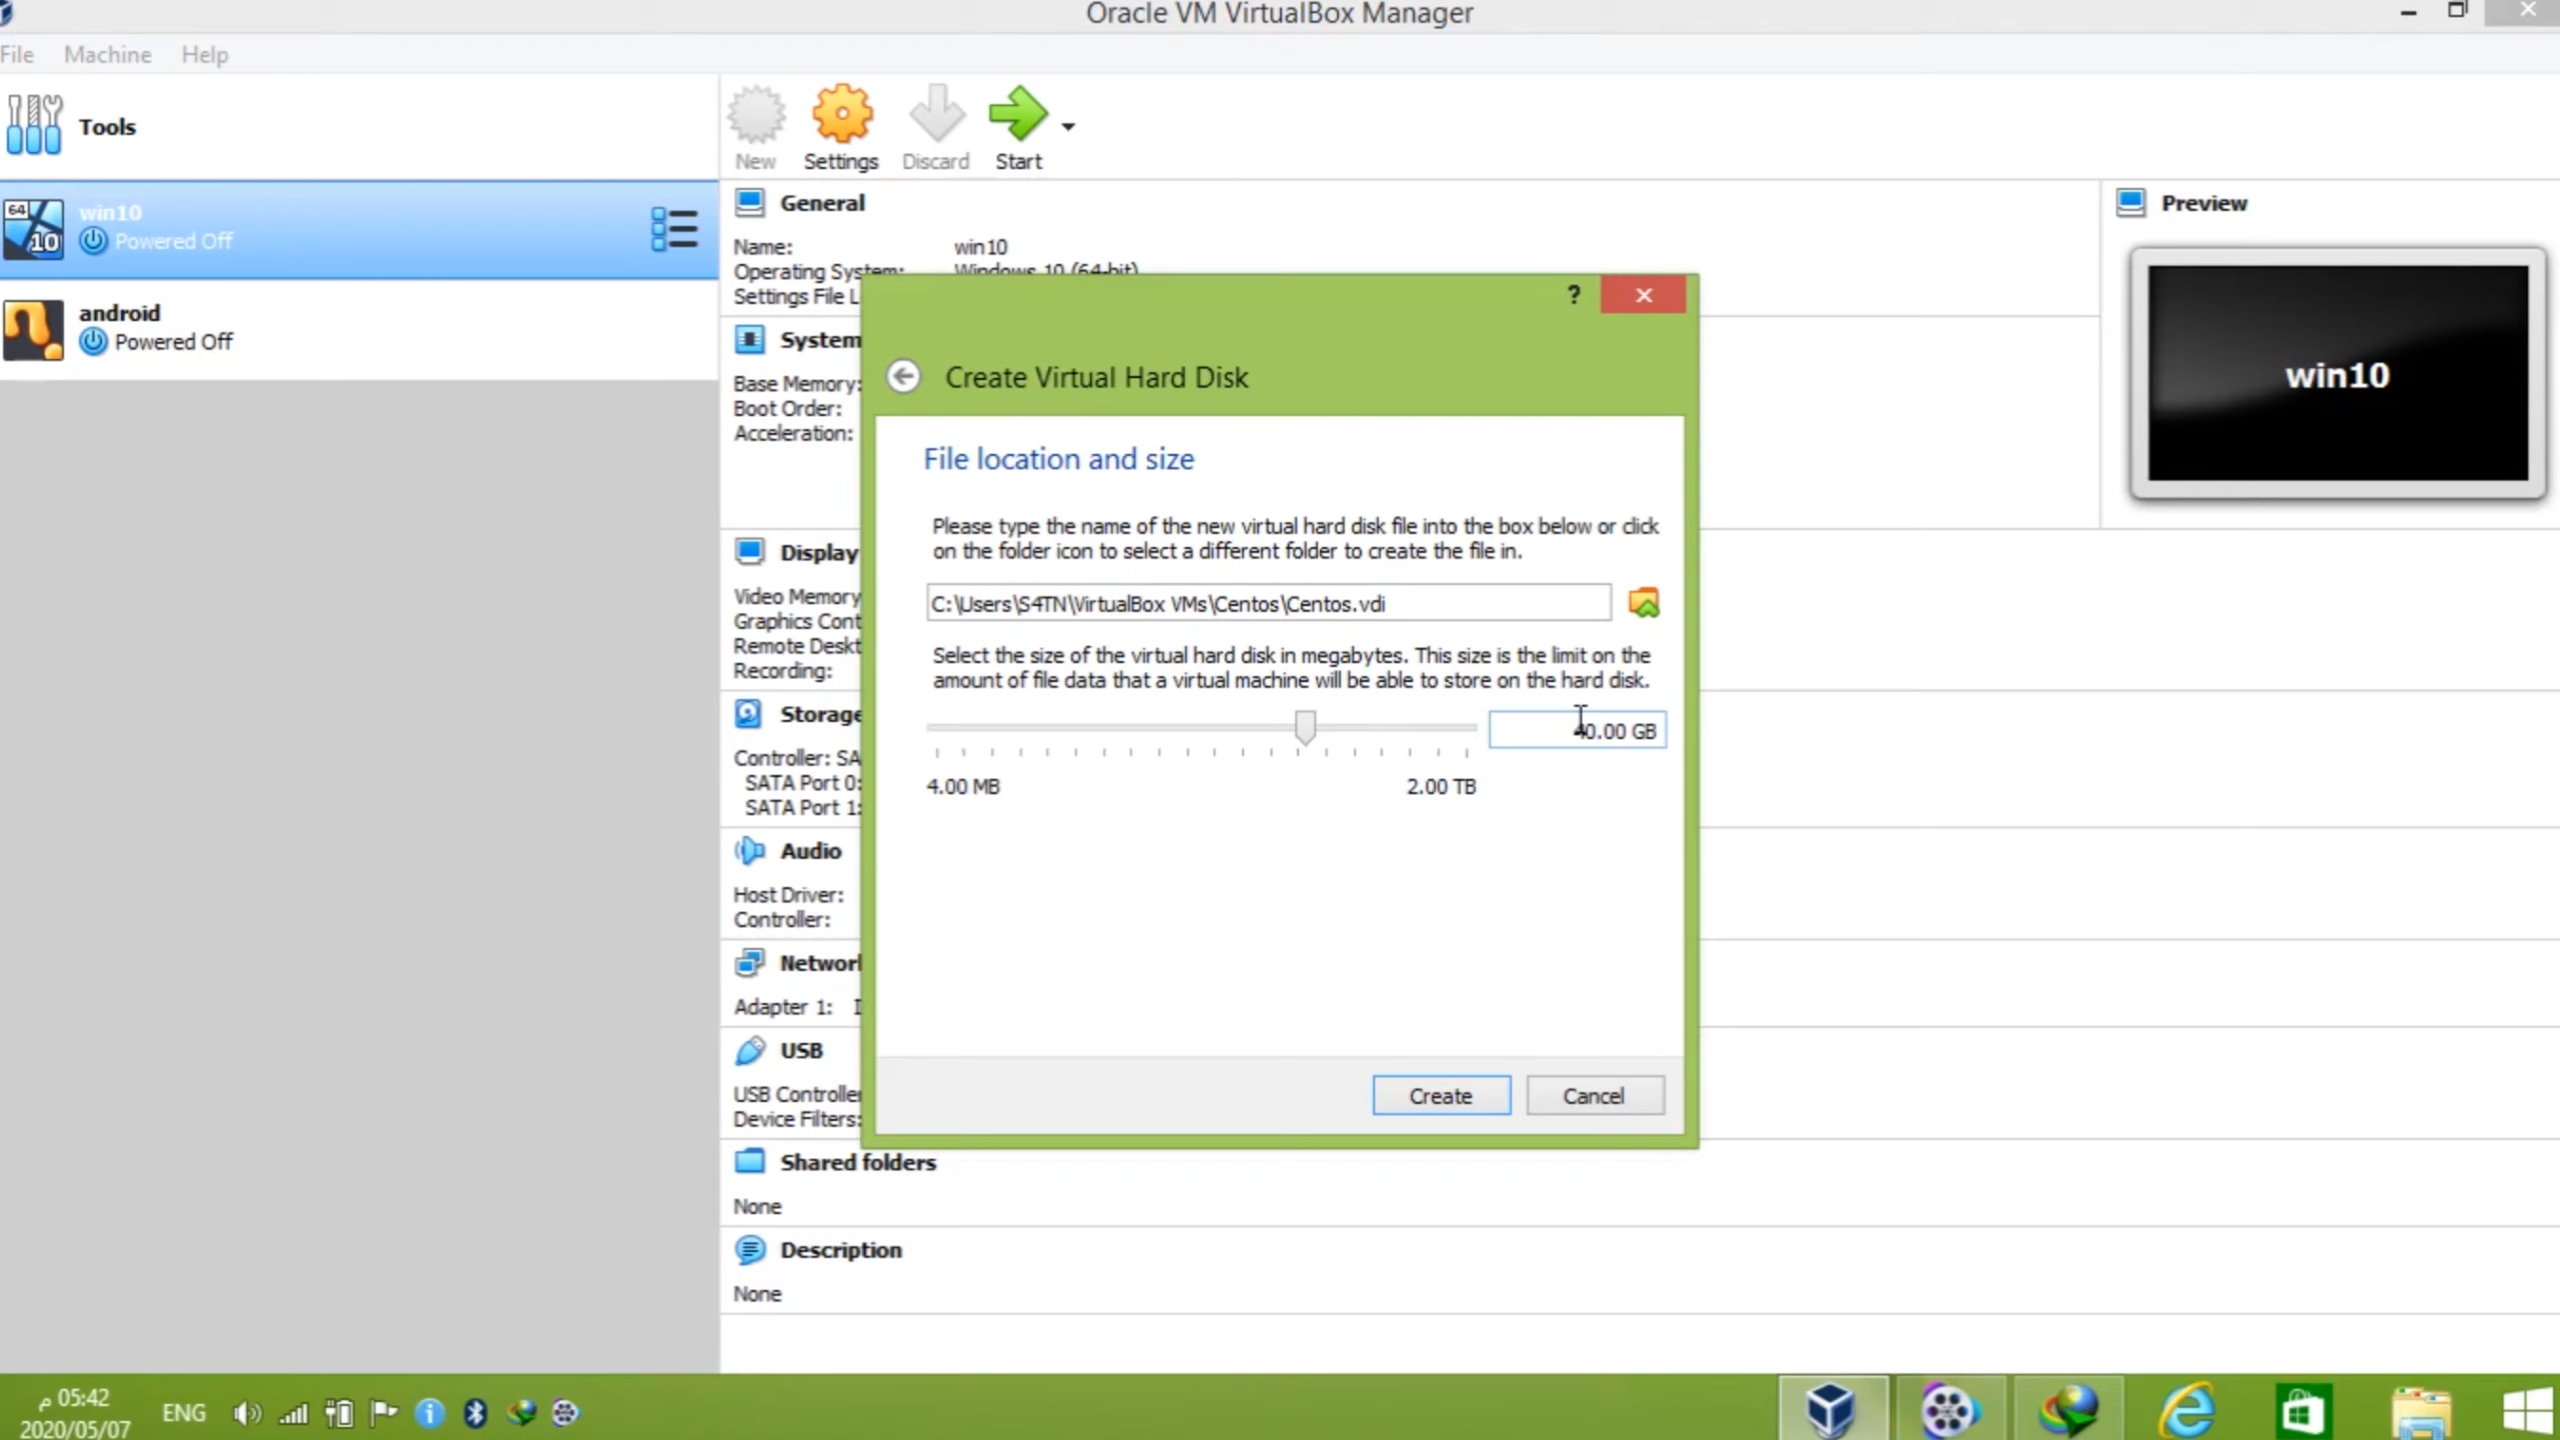 Oracle VM VirtualBox Manager
File Machine Help
Tools
New Settings Discard Start
64
10
win10
Powered Off
android
Powered Off
General
Name: win10
Operating System: Windows 10 (64-bit)
Settings File L
Preview
win10
System
Base Memory:
Boot Order:
Acceleration:
Display
Video Memory
Graphics Cont
Remote Deskt
Recording:
Storage
Controller: SA
SATA Port 0:
SATA Port 1:
Audio
Host Driver:
Controller:
Network
Adapter 1: I
USB
USB Controller
Device Filters:
Shared folders
None
Description
None
?
Create Virtual Hard Disk
File location and size
Please type the name of the new virtual hard disk file into the box below or click
on the folder icon to select a different folder to create the file in.
C:\Users\S4TN\VirtualBox VMs\Centos\Centos.vdi
Select the size of the virtual hard disk in megabytes. This size is the limit on the
amount of file data that a virtual machine will be able to store on the hard disk.
40.00 GB
4.00 MB 2.00 TB
Create Cancel
05:42 م
2020/05/07
ENG